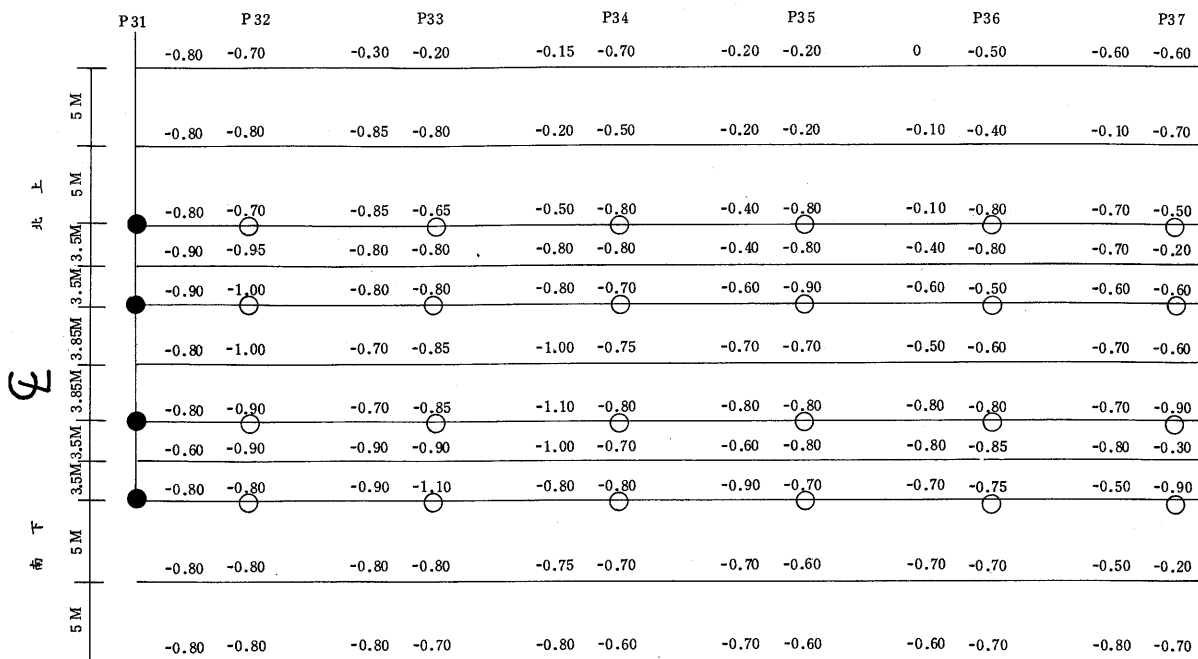 P31 P32 P33 P34 P35 P36 P37
-0.80 -0.70 -0.30 -0.20 -0.15 -0.70 -0.20 -0.20 0 -0.50 -0.60 -0.60
5 M
-0.80 -0.80 -0.85 -0.80 -0.20 -0.50 -0.20 -0.20 -0.10 -0.40 -0.10 -0.70
北 上
5 M
-0.80 -0.70 -0.85 -0.65 -0.50 -0.80 -0.40 -0.80 -0.10 -0.80 -0.70 -0.50
3.5M
-0.90 -0.95 -0.80 -0.80 -0.80 -0.80 -0.40 -0.80 -0.40 -0.80 -0.70 -0.20
3.5M
-0.90 -1.00 -0.80 -0.80 -0.80 -0.70 -0.60 -0.90 -0.60 -0.50 -0.60 -0.60
3.85M
-0.80 -1.00 -0.70 -0.85 -1.00 -0.75 -0.70 -0.70 -0.50 -0.60 -0.70 -0.60
℄
3.85M
-0.80 -0.90 -0.70 -0.85 -1.10 -0.80 -0.80 -0.80 -0.80 -0.80 -0.70 -0.90
3.5M
-0.60 -0.90 -0.90 -0.90 -1.00 -0.70 -0.60 -0.80 -0.80 -0.85 -0.80 -0.30
3.5M
-0.80 -0.80 -0.90 -1.10 -0.80 -0.80 -0.90 -0.70 -0.70 -0.75 -0.50 -0.90
南 下
5 M
-0.80 -0.80 -0.80 -0.80 -0.75 -0.70 -0.70 -0.60 -0.70 -0.70 -0.50 -0.20
5 M
-0.80 -0.80 -0.80 -0.70 -0.80 -0.60 -0.70 -0.60 -0.60 -0.70 -0.80 -0.70